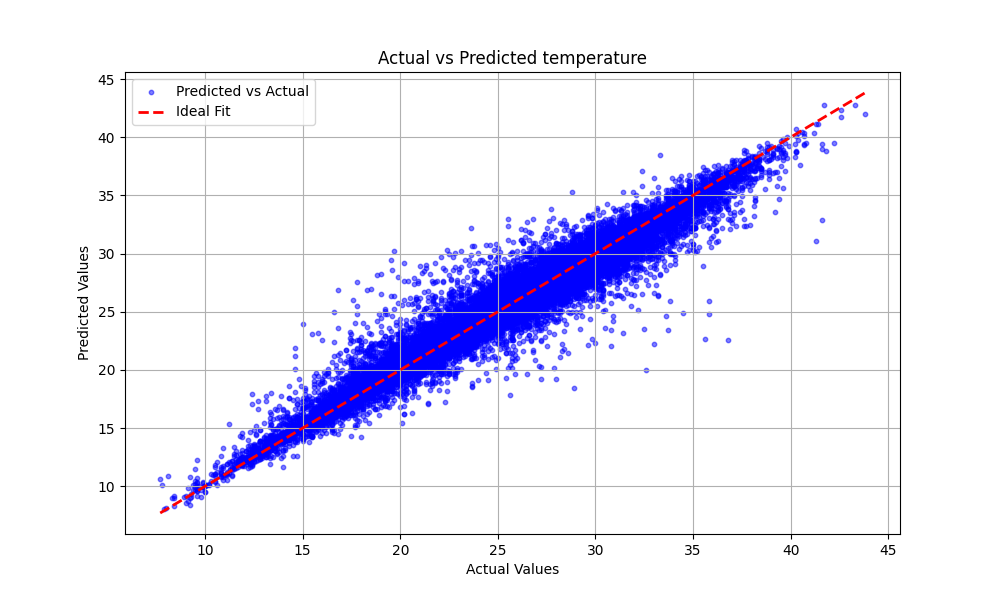 Actual vs Predicted temperature
Predicted vs Actual
Ideal Fit
Predicted Values
45
40
35
30
25
20
15
10
10 15 20 25 30 35 40 45
Actual Values